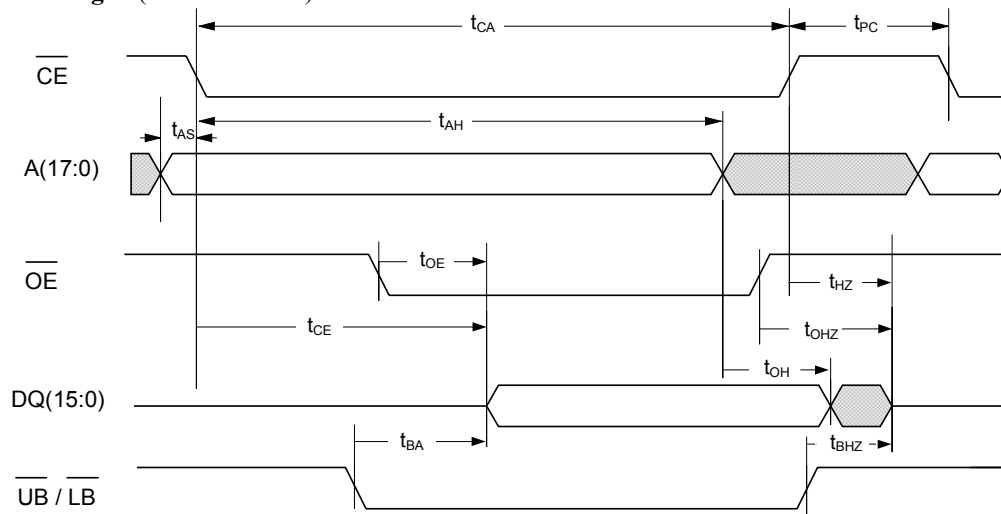 t_CA
t_PC
CE
t_AS
t_AH
A(17:0)
OE
t_OE
t_HZ
t_CE
t_OHZ
t_OH
DQ(15:0)
t_BA
t_BHZ
UB / LB